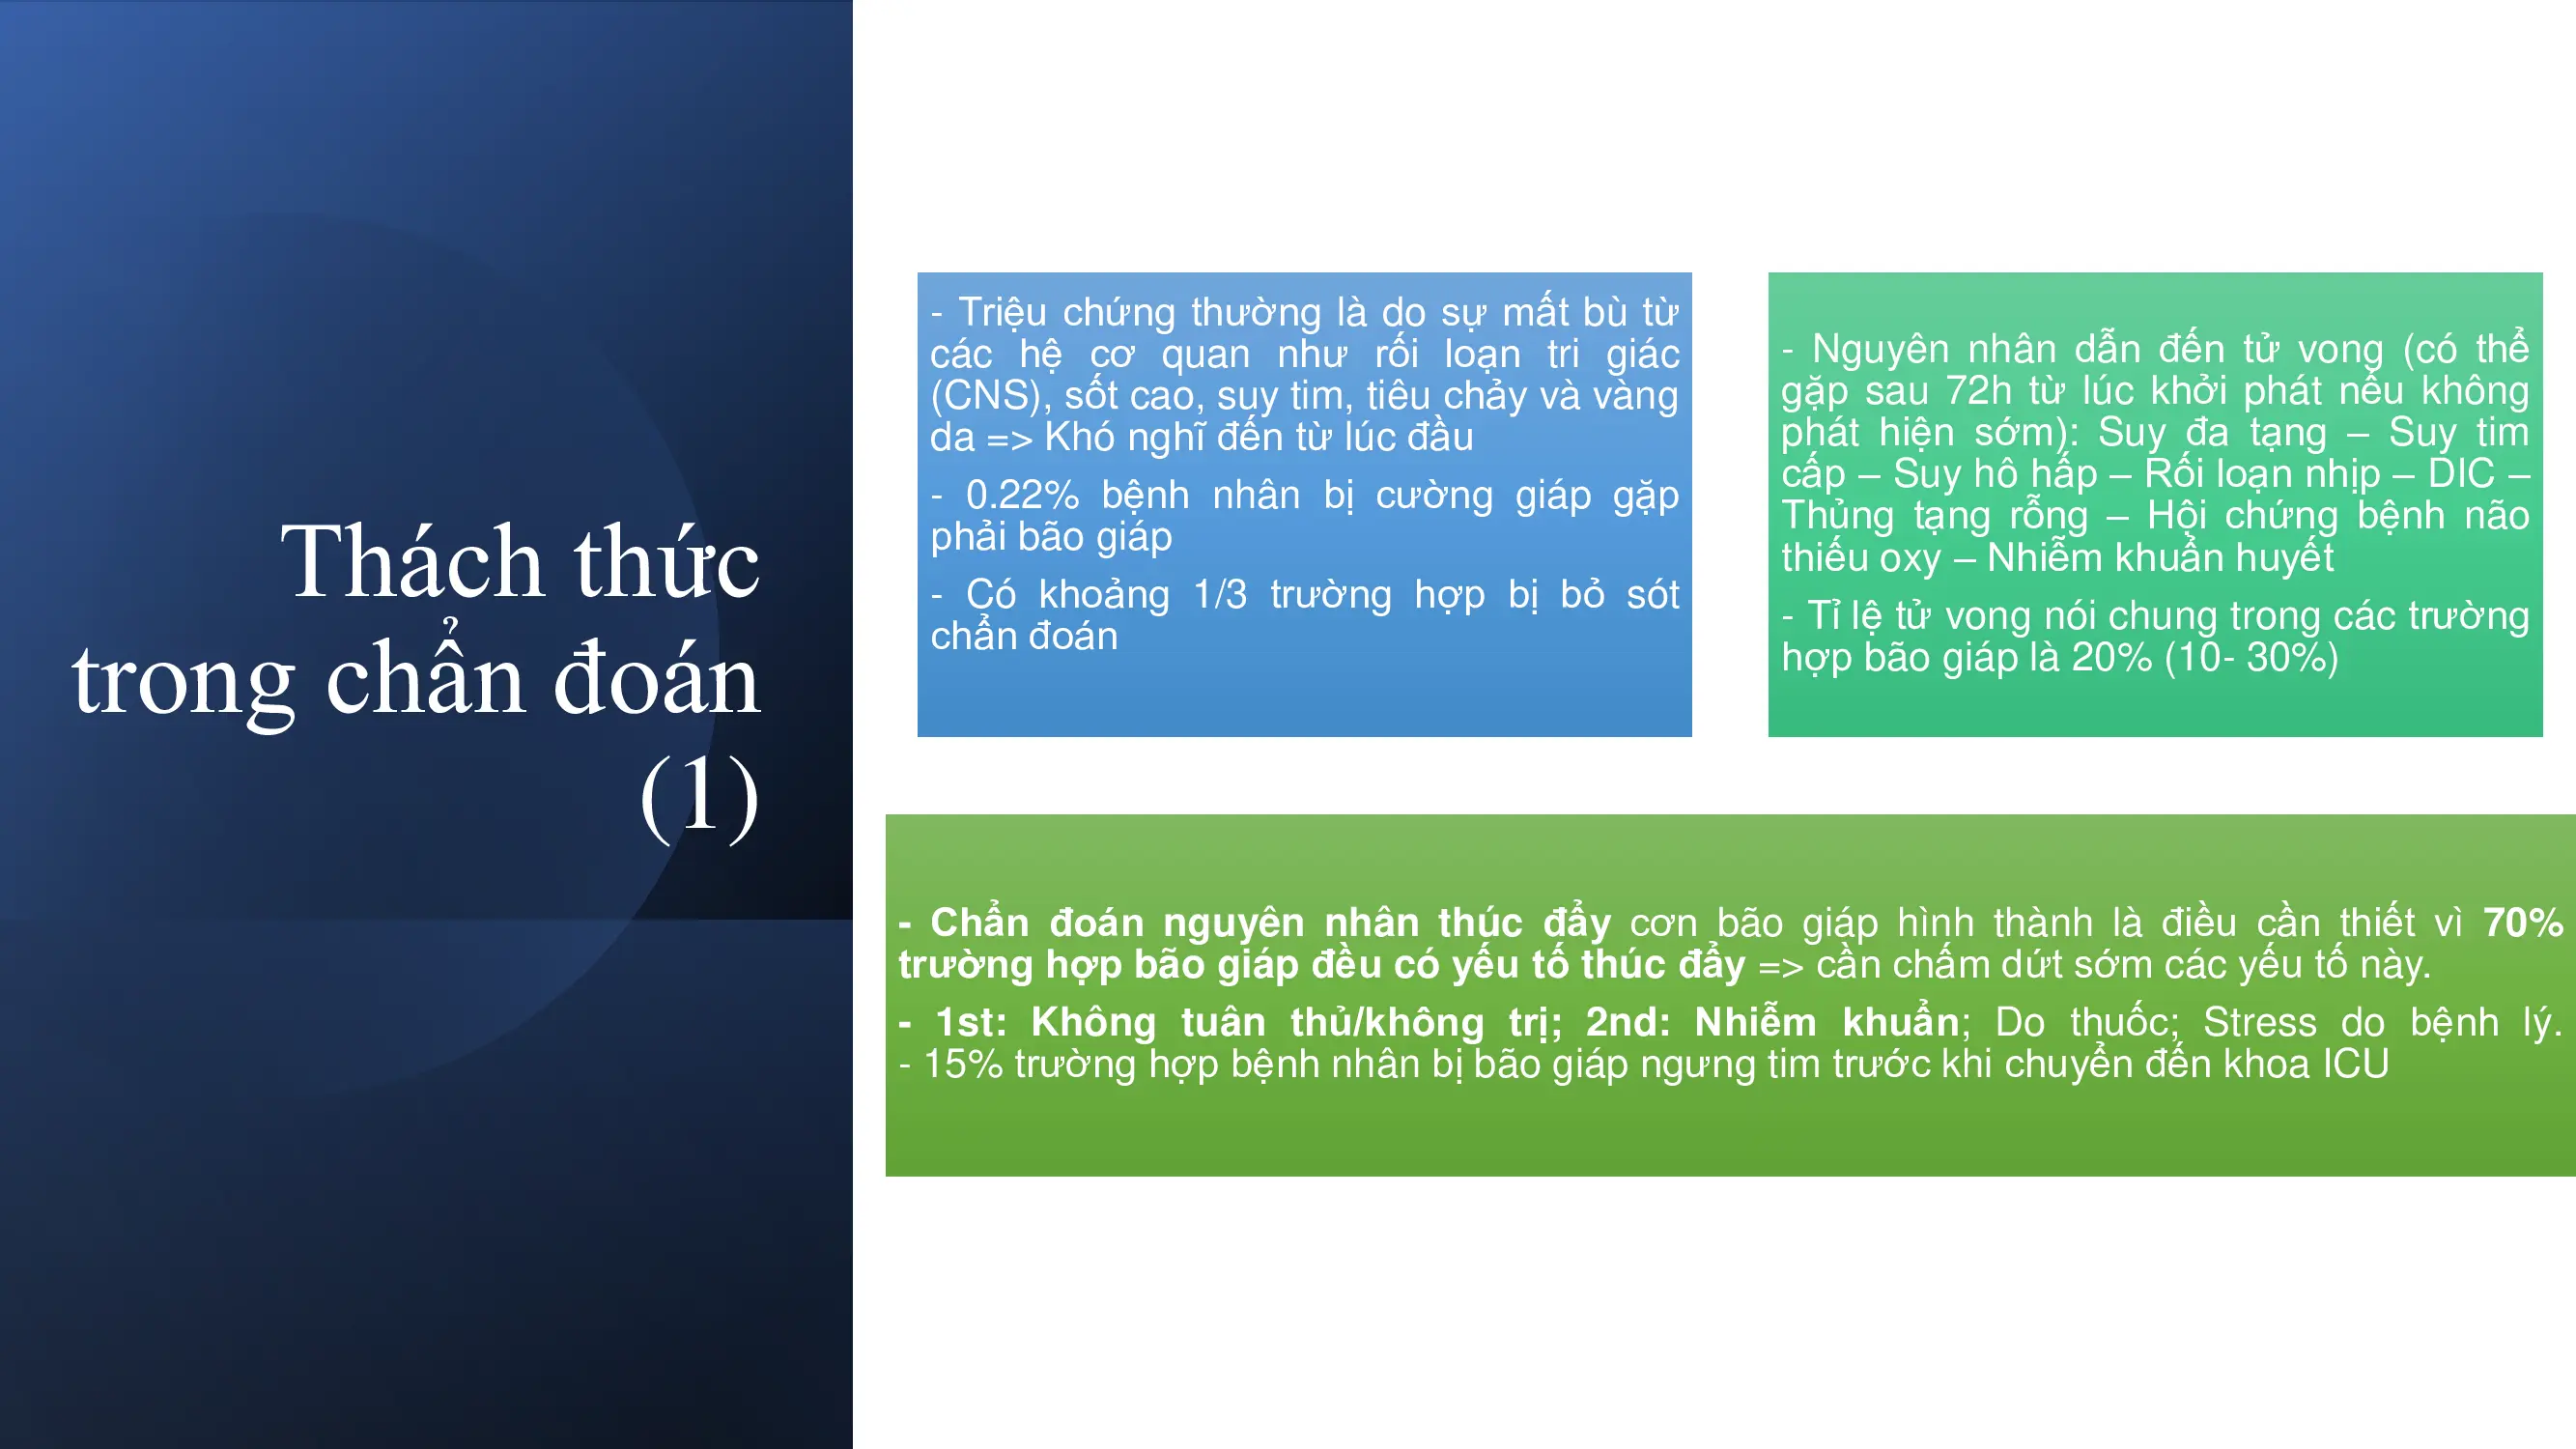 Thách thức
trong chẩn đoán
(1)
- Triệu chứng thường là do sự mất bù từ
các hệ cơ quan như rối loạn tri giác
(CNS), sốt cao, suy tim, tiêu chảy và vàng
da => Khó nghĩ đến từ lúc đầu
- 0.22% bệnh nhân bị cường giáp gặp
phải bão giáp
- Có khoảng 1/3 trường hợp bị bỏ sót
chẩn đoán
- Nguyên nhân dẫn đến tử vong (có thể
gặp sau 72h từ lúc khởi phát nếu không
phát hiện sớm): Suy đa tạng – Suy tim
cấp – Suy hô hấp – Rối loạn nhịp – DIC –
Thủng tạng rỗng – Hội chứng bệnh não
thiếu oxy – Nhiễm khuẩn huyết
- Tỉ lệ tử vong nói chung trong các trường
hợp bão giáp là 20% (10- 30%)
- Chẩn đoán nguyên nhân thúc đẩy cơn bão giáp hình thành là điều cần thiết vì 70%
trường hợp bão giáp đều có yếu tố thúc đẩy => cần chấm dứt sớm các yếu tố này.
- 1st: Không tuân thủ/không trị; 2nd: Nhiễm khuẩn; Do thuốc; Stress do bệnh lý.
- 15% trường hợp bệnh nhân bị bão giáp ngưng tim trước khi chuyển đến khoa ICU